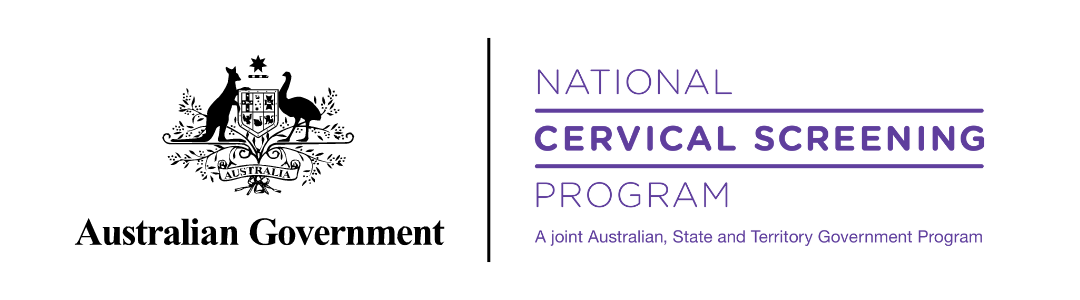 AUSTRALIA
Australian Government
NATIONAL
CERVICAL SCREENING
PROGRAM
A joint Australian, State and Territory Government Program